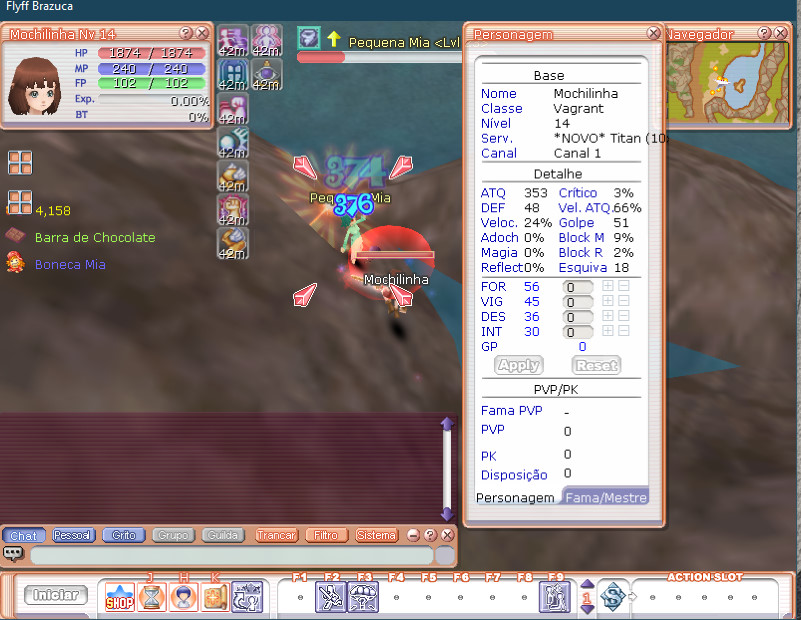 Flyff Brazuca
Mochilinha Nv 14
HP 1874 / 1874
MP 240 / 240
FP 102 / 102
Exp. 0.00%
BT 0%
42m 42m
42m 42m
42m
42m
42m
42m
42m
Pequena Mia <Lvl
4,158
Barra de Chocolate
Boneca Mia
374
376
Mia
Mochilinha
Personagem
Base
Nome Mochilinha
Classe Vagrant
Nível 14
Serv. *NOVO* Titan (10
Canal Canal 1
Detalhe
ATQ 353 Crítico 3%
DEF 48 Vel. ATQ. 66%
Veloc. 24% Golpe 51
Adoch 0% Block M 9%
Magia 0% Block R 2%
Reflect 0% Esquiva 18
FOR 56 0
VIG 45 0
DES 36 0
INT 30 0
GP 0
Apply Reset
PVP/PK
Fama PVP -
PVP 0
PK 0
Disposição 0
Personagem Fama/Mestre
Navegador
Chat Pessoal Grito Grupo Guilda Trancar Filtro Sistema
Iniciar
SHOP
J H K
F1 F2 F3 F4 F5 F6 F7 F8 F9
1
S
ACTION-SLOT